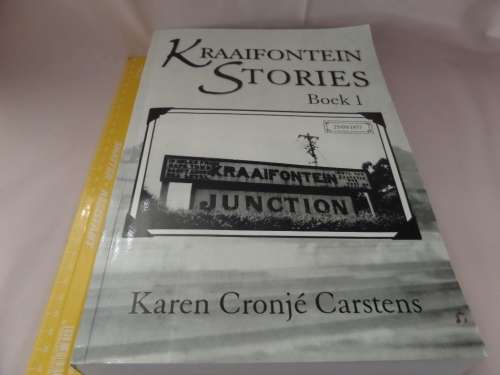 KRAAIFONTEIN
STORIES
Boek 1
KRAAIFONTEIN
JUNCTION
Karen Cronjé Carstens